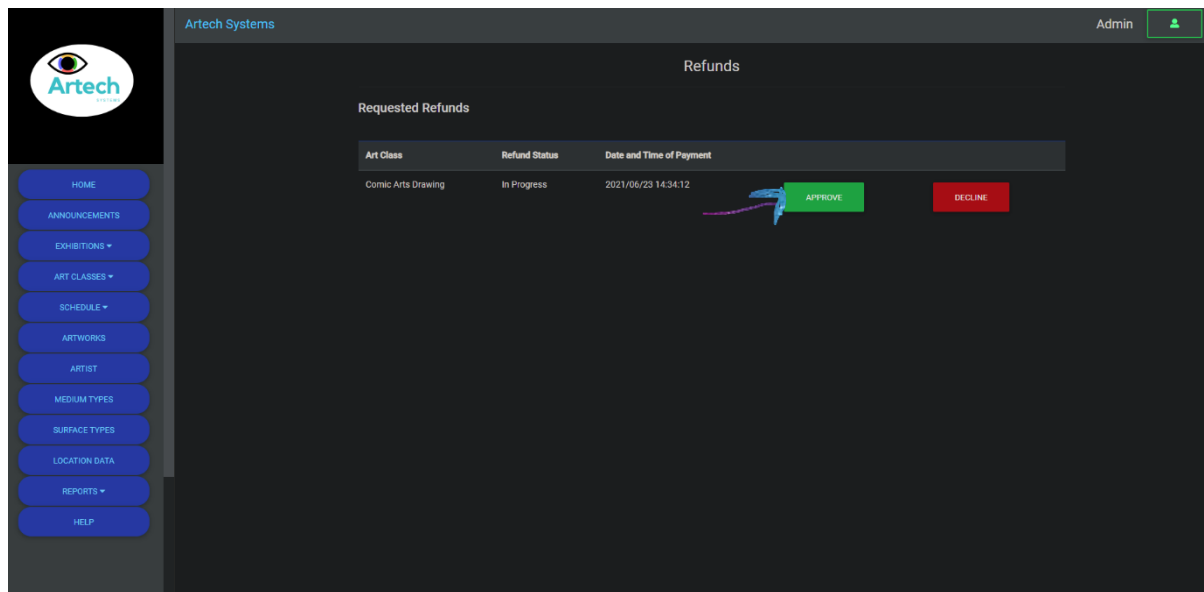 Artech Systems
Admin
Artech
SYSTEMS
Refunds
Requested Refunds
Art Class Refund Status Date and Time of Payment
Comic Arts Drawing In Progress 2021/06/23 14:34:12 APPROVE DECLINE
HOME
ANNOUNCEMENTS
EXHIBITIONS
ART CLASSES
SCHEDULE
ARTWORKS
ARTIST
MEDIUM TYPES
SURFACE TYPES
LOCATION DATA
REPORTS
HELP